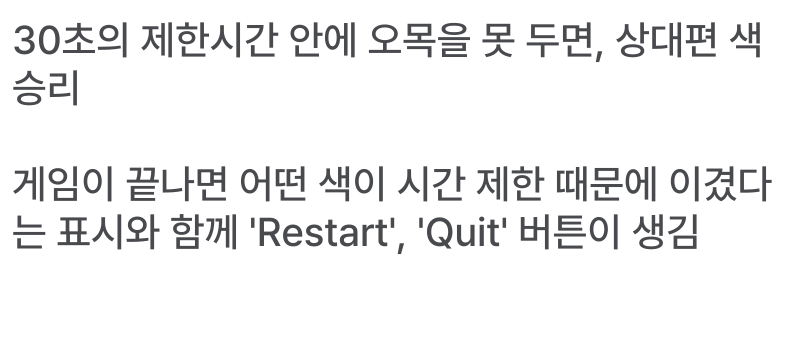 30초의 제한시간 안에 오목을 못 두면, 상대편 색
승리
게임이 끝나면 어떤 색이 시간 제한 때문에 이겼다
는 표시와 함께 'Restart', 'Quit' 버튼이 생김